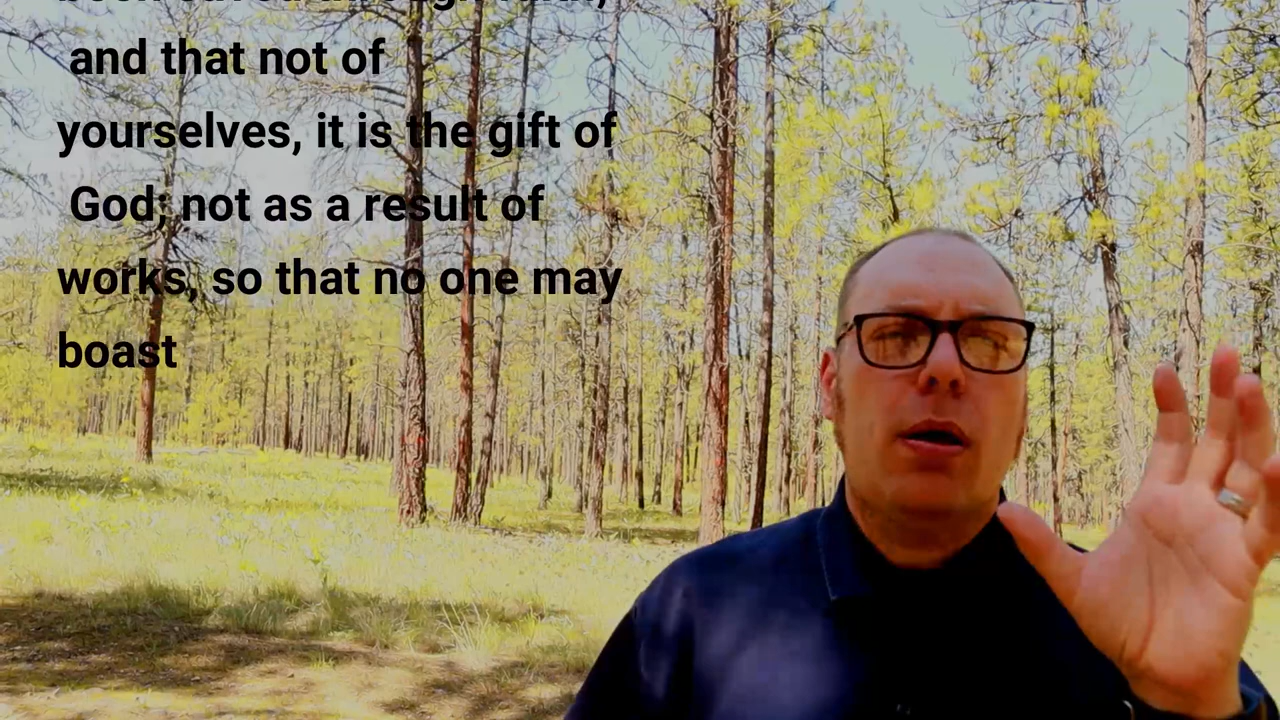 and that not of
yourselves, it is the gift of
God; not as a result of
works, so that no one may
boast